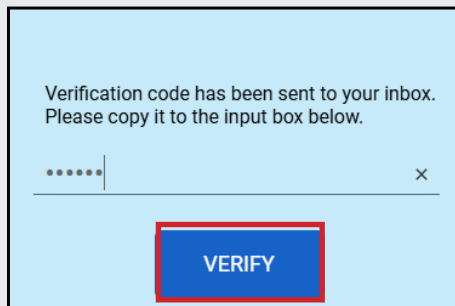 Verification code has been sent to your inbox.
Please copy it to the input box below.
••••••
×
VERIFY